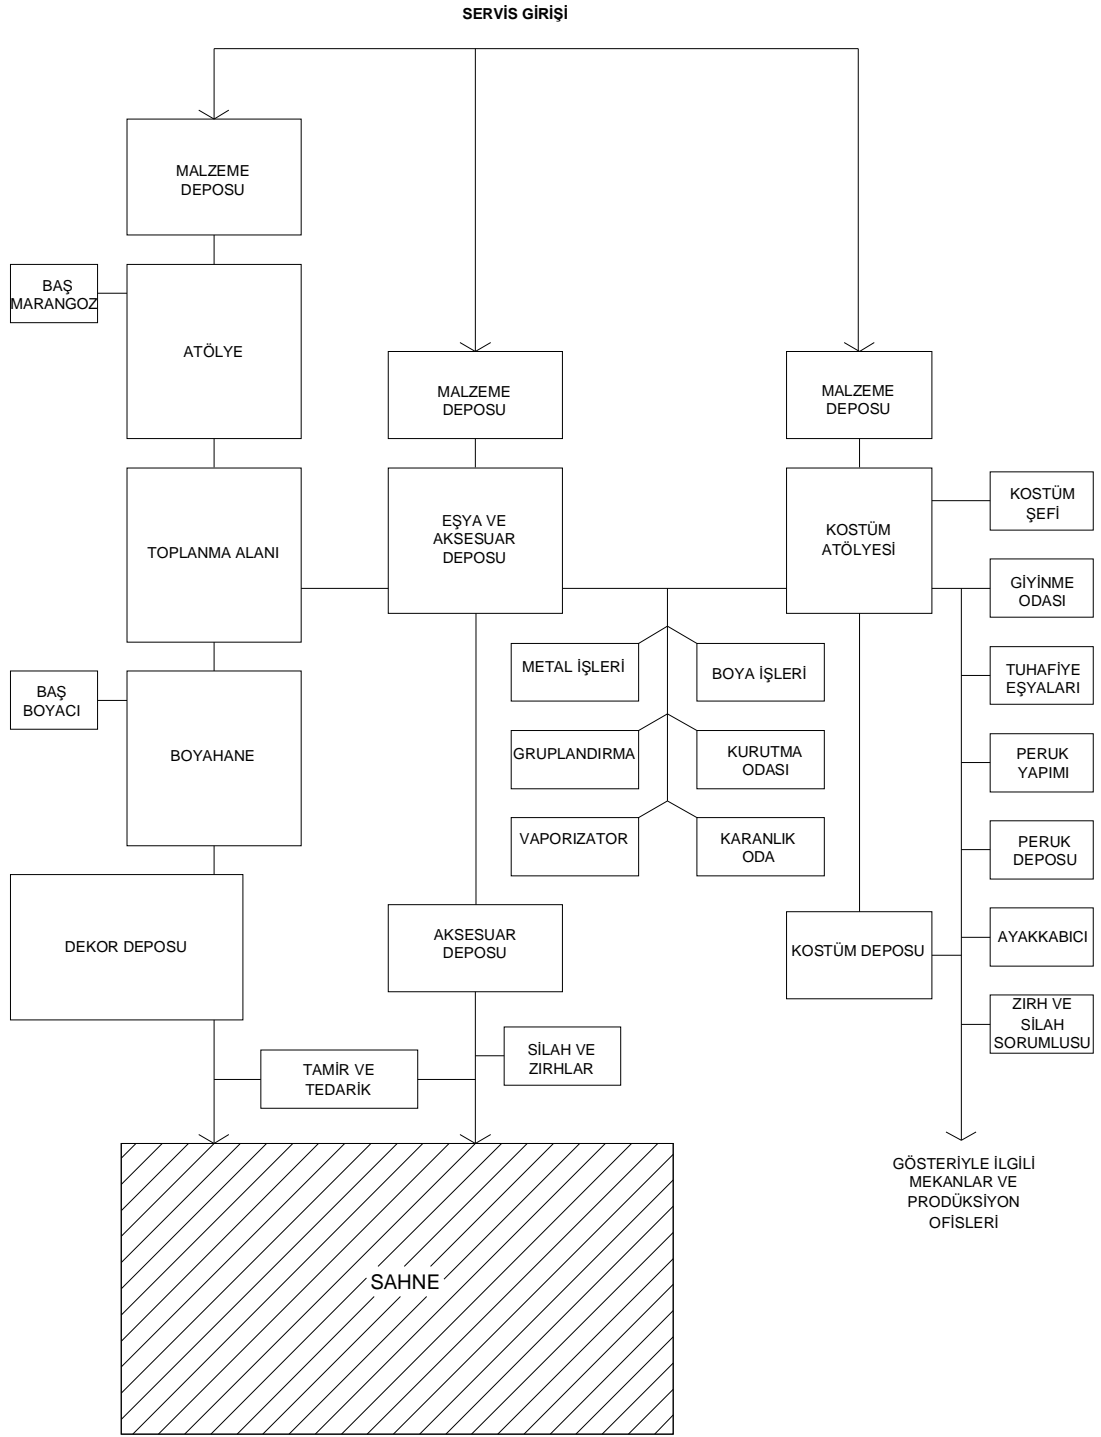 SERVİS GİRİŞİ
MALZEME
DEPOSU
BAŞ
MARANGOZ
ATÖLYE
MALZEME
DEPOSU
MALZEME
DEPOSU
TOPLANMA ALANI
EŞYA VE
AKSESUAR
DEPOSU
KOSTÜM
ATÖLYESİ
KOSTÜM
ŞEFİ
GİYİNME
ODASI
METAL İŞLERİ
BOYA İŞLERİ
TUHAFİYE
EŞYALARI
BAŞ
BOYACI
BOYAHANE
GRUPLANDIRMA
KURUTMA
ODASI
PERUK
YAPIMI
VAPORIZATOR
KARANLIK
ODA
PERUK
DEPOSU
DEKOR DEPOSU
AKSESUAR
DEPOSU
KOSTÜM DEPOSU
AYAKKABICI
ZIRH VE
SİLAH
SORUMLUSU
TAMİR VE
TEDARİK
SİLAH VE
ZIRHLAR
GÖSTERİYLE İLGİLİ
MEKANLAR VE
PRODÜKSİYON
OFİSLERİ
SAHNE